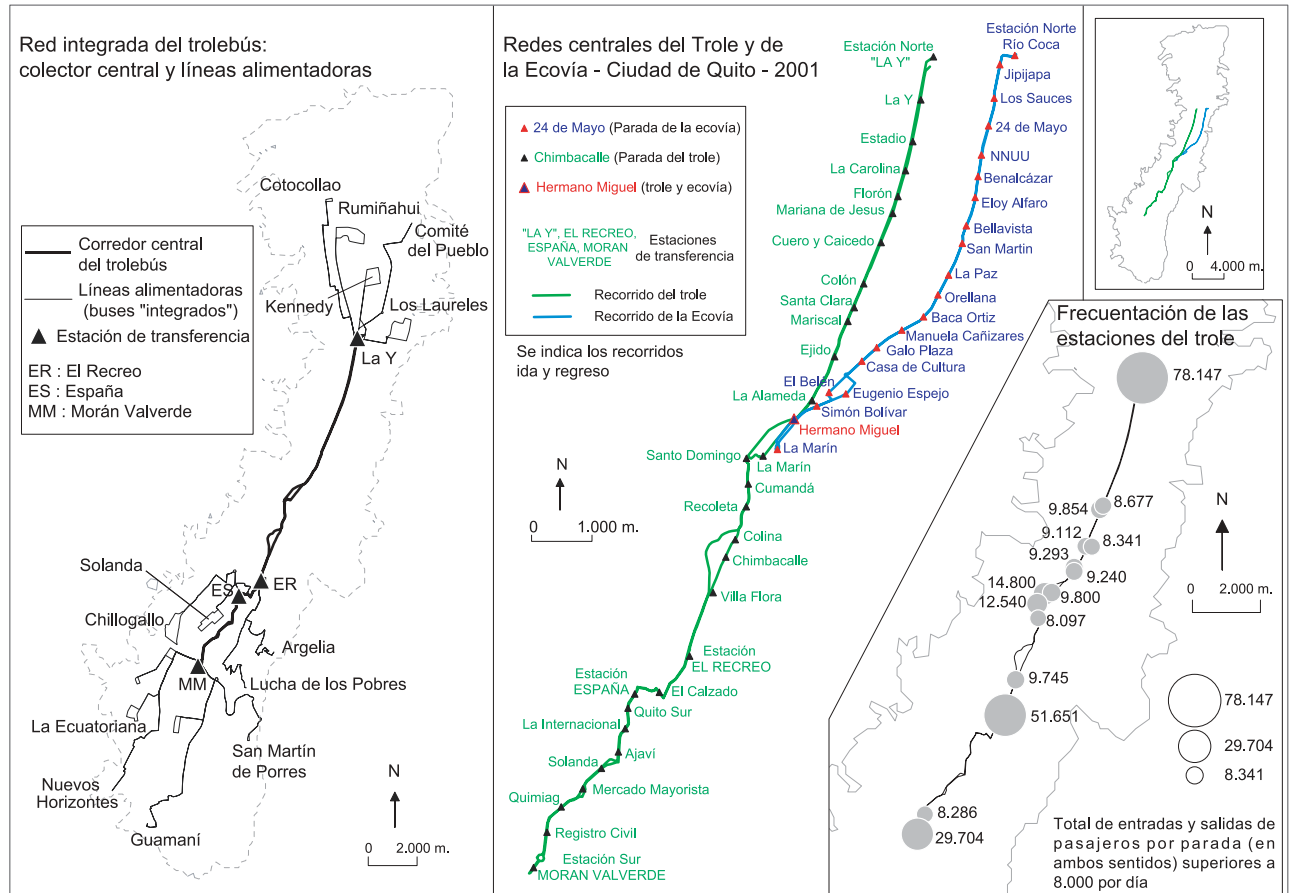 Red integrada del trolebús:
colector central y líneas alimentadoras
Corredor central
del trolebús
Líneas alimentadoras
(buses "integrados")
Estación de transferencia
ER : El Recreo
ES : España
MM : Morán Valverde
Cotocollao
Rumiñahui
Comité
del Pueblo
Kennedy
Los Laureles
La Y
Solanda
ES
ER
Chillogallo
Argelia
MM
Lucha de los Pobres
La Ecuatoriana
San Martín
de Porres
Nuevos
Horizontes
Guamaní
N
0 2.000 m.
Redes centrales del Trole y de
la Ecovía - Ciudad de Quito - 2001
24 de Mayo (Parada de la ecovía)
Chimbacalle (Parada del trole)
Hermano Miguel (trole y ecovía)
"LA Y", EL RECREO,
ESPAÑA, MORAN
VALVERDE
Estaciones
de transferencia
Recorrido del trole
Recorrido de la Ecovía
Se indica los recorridos
ida y regreso
N
0 1.000 m.
Estación Norte
"LA Y"
La Y
Estadio
La Carolina
Florón
Mariana de Jesus
Cuero y Caicedo
Colón
Santa Clara
Mariscal
Ejido
La Alameda
Santo Domingo
La Marín
Cumandá
Recoleta
Colina
Chimbacalle
Villa Flora
Estación
EL RECREO
Estación
ESPAÑA
El Calzado
Quito Sur
La Internacional
Ajaví
Solanda
Mercado Mayorista
Quimiag
Registro Civil
Estación Sur
MORAN VALVERDE
Estación Norte
Río Coca
Jipijapa
Los Sauces
24 de Mayo
NNUU
Benalcázar
Eloy Alfaro
Bellavista
San Martin
La Paz
Orellana
Baca Ortiz
Manuela Cañizares
Galo Plaza
Casa de Cultura
El Belén
Eugenio Espejo
Simón Bolívar
Hermano Miguel
La Marín
N
0 4.000 m.
Frecuentación de las
estaciones del trole
78.147
9.854
8.677
9.112
8.341
9.293
9.240
14.800
9.800
12.540
8.097
9.745
51.651
8.286
29.704
N
0 2.000 m.
78.147
29.704
8.341
Total de entradas y salidas de
pasajeros por parada (en
ambos sentidos) superiores a
8.000 por día